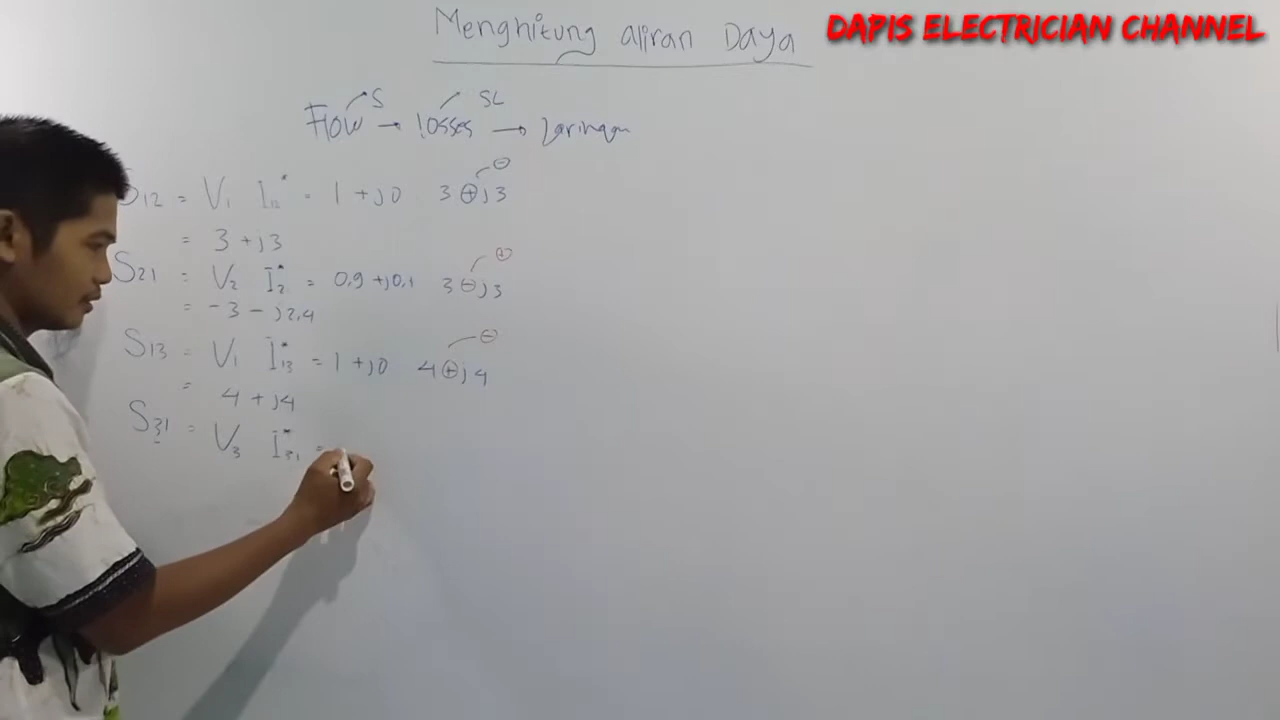 Menghitung aliran Daya
DAPIS ELECTRICIAN CHANNEL
S SL
Flow → Losses → Jaringan
S12 = V1 I12* = 1 + j0 3 ⊕ j3 ⊖
= 3 + j3
S21 = V2 I2* = 0,9 + j0,1 3 ⊖ j3 ⊕
= -3 - j2,4
S13 = V1 I13* = 1 + j0 4 ⊕ j4 ⊖
= 4 + j4
S31 = V3 I31* =